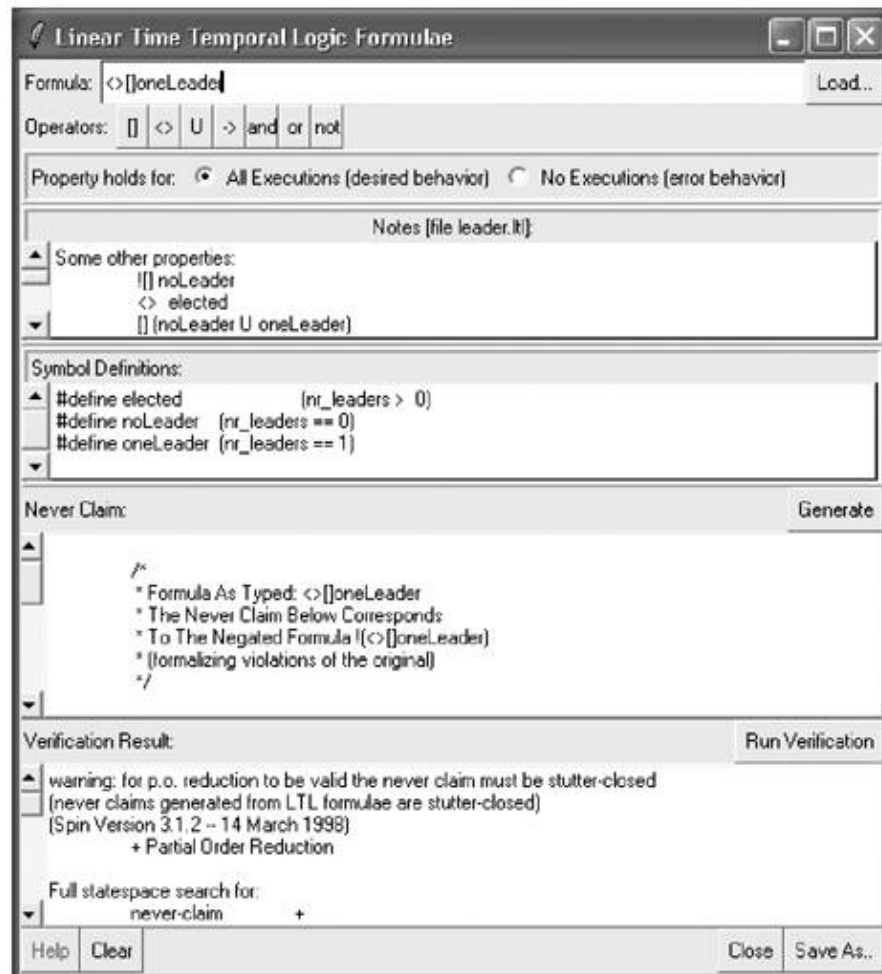 Linear Time Temporal Logic Formulae
Formula: <>[]oneLeader Load...
Operators: [] <> U -> and or not
Property holds for: All Executions (desired behavior) No Executions (error behavior)
Notes [file leader.ltl]:
Some other properties:
![] noLeader
<> elected
[] (noLeader U oneLeader)
Symbol Definitions:
#define elected (nr_leaders > 0)
#define noLeader (nr_leaders == 0)
#define oneLeader (nr_leaders == 1)
Never Claim: Generate
/*
* Formula As Typed: <>[]oneLeader
* The Never Claim Below Corresponds
* To The Negated Formula !(<>[]oneLeader)
* (formalizing violations of the original)
*/
Verification Result: Run Verification
warning: for p.o. reduction to be valid the never claim must be stutter-closed
(never claims generated from LTL formulae are stutter-closed)
(Spin Version 3.1.2 -- 14 March 1998)
+ Partial Order Reduction
Full statespace search for:
never-claim +
Help Clear Close Save As..